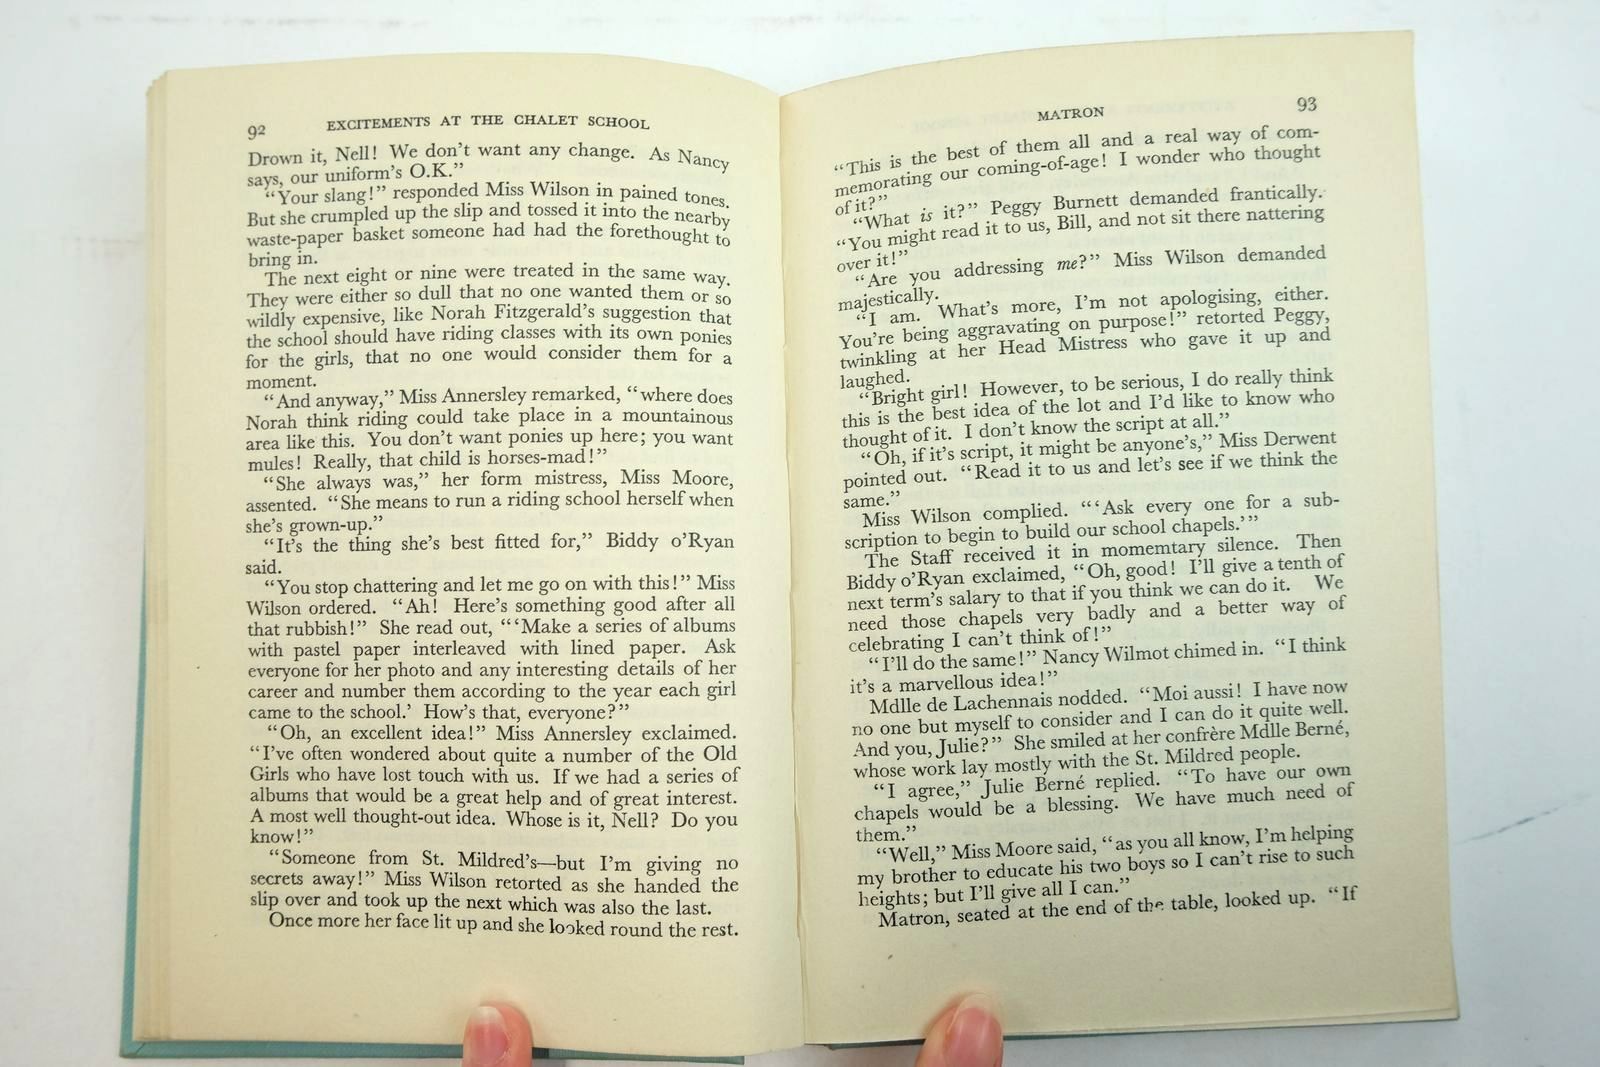 92
EXCITEMENTS AT THE CHALET SCHOOL
Drown it, Nell! We don't want any change. As Nancy
says, our uniform's O.K."
"Your slang!" responded Miss Wilson in pained tones.
But she crumpled up the slip and tossed it into the nearby
waste-paper basket someone had had the forethought to
bring in.
The next eight or nine were treated in the same way.
They were either so dull that no one wanted them or so
wildly expensive, like Norah Fitzgerald's suggestion that
the school should have riding classes with its own ponies
for the girls, that no one would consider them for a
moment.
"And anyway," Miss Annersley remarked, "where does
Norah think riding could take place in a mountainous
area like this. You don't want ponies up here; you want
mules! Really, that child is horses-mad!"
"She always was," her form mistress, Miss Moore,
assented. "She means to run a riding school herself when
she's grown-up."
"It's the thing she's best fitted for," Biddy o'Ryan
said.
"You stop chattering and let me go on with this!" Miss
Wilson ordered. "Ah! Here's something good after all
that rubbish!" She read out, "'Make a series of albums
with pastel paper interleaved with lined paper. Ask
everyone for her photo and any interesting details of her
career and number them according to the year each girl
came to the school.' How's that, everyone?"
"Oh, an excellent idea!" Miss Annersley exclaimed.
"I've often wondered about quite a number of the Old
Girls who have lost touch with us. If we had a series of
albums that would be a great help and of great interest.
A most well thought-out idea. Whose is it, Nell? Do you
know!"
"Someone from St. Mildred's—but I'm giving no
secrets away!" Miss Wilson retorted as she handed the
slip over and took up the next which was also the last.
Once more her face lit up and she looked round the rest.
MATRON
93
"This is the best of them all and a real way of com-
memorating our coming-of-age! I wonder who thought
of it?"
"What is it?" Peggy Burnett demanded frantically.
"You might read it to us, Bill, and not sit there nattering
over it!"
"Are you addressing me?" Miss Wilson demanded
majestically.
"I am. What's more, I'm not apologising, either.
You're being aggravating on purpose!" retorted Peggy,
twinkling at her Head Mistress who gave it up and
laughed.
"Bright girl! However, to be serious, I do really think
this is the best idea of the lot and I'd like to know who
thought of it. I don't know the script at all."
"Oh, if it's script, it might be anyone's," Miss Derwent
pointed out. "Read it to us and let's see if we think the
same."
Miss Wilson complied. "'Ask every one for a sub-
scription to begin to build our school chapels.'"
The Staff received it in momemtary silence. Then
Biddy o'Ryan exclaimed, "Oh, good! I'll give a tenth of
next term's salary to that if you think we can do it. We
need those chapels very badly and a better way of
celebrating I can't think of!"
"I'll do the same!" Nancy Wilmot chimed in. "I think
it's a marvellous idea!"
Mdlle de Lachennais nodded. "Moi aussi! I have now
no one but myself to consider and I can do it quite well.
And you, Julie?" She smiled at her confrère Mdlle Berné,
whose work lay mostly with the St. Mildred people.
"I agree," Julie Berné replied. "To have our own
chapels would be a blessing. We have much need of
them."
"Well," Miss Moore said, "as you all know, I'm helping
my brother to educate his two boys so I can't rise to such
heights; but I'll give all I can."
Matron, seated at the end of the table, looked up. "If